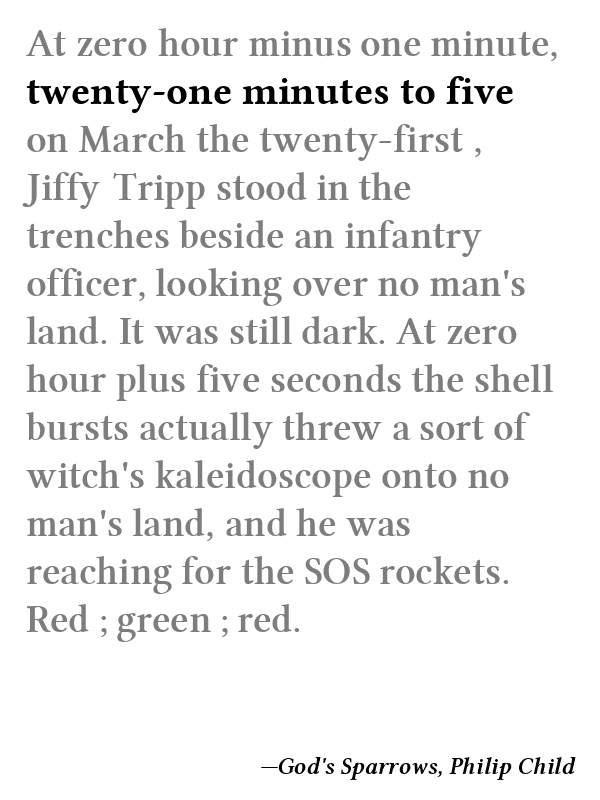 At zero hour minus one minute,
twenty-one minutes to five
on March the twenty-first ,
Jiffy Tripp stood in the
trenches beside an infantry
officer, looking over no man's
land. It was still dark. At zero
hour plus five seconds the shell
bursts actually threw a sort of
witch's kaleidoscope onto no
man's land, and he was
reaching for the SOS rockets.
Red ; green ; red.
—God's Sparrows, Philip Child